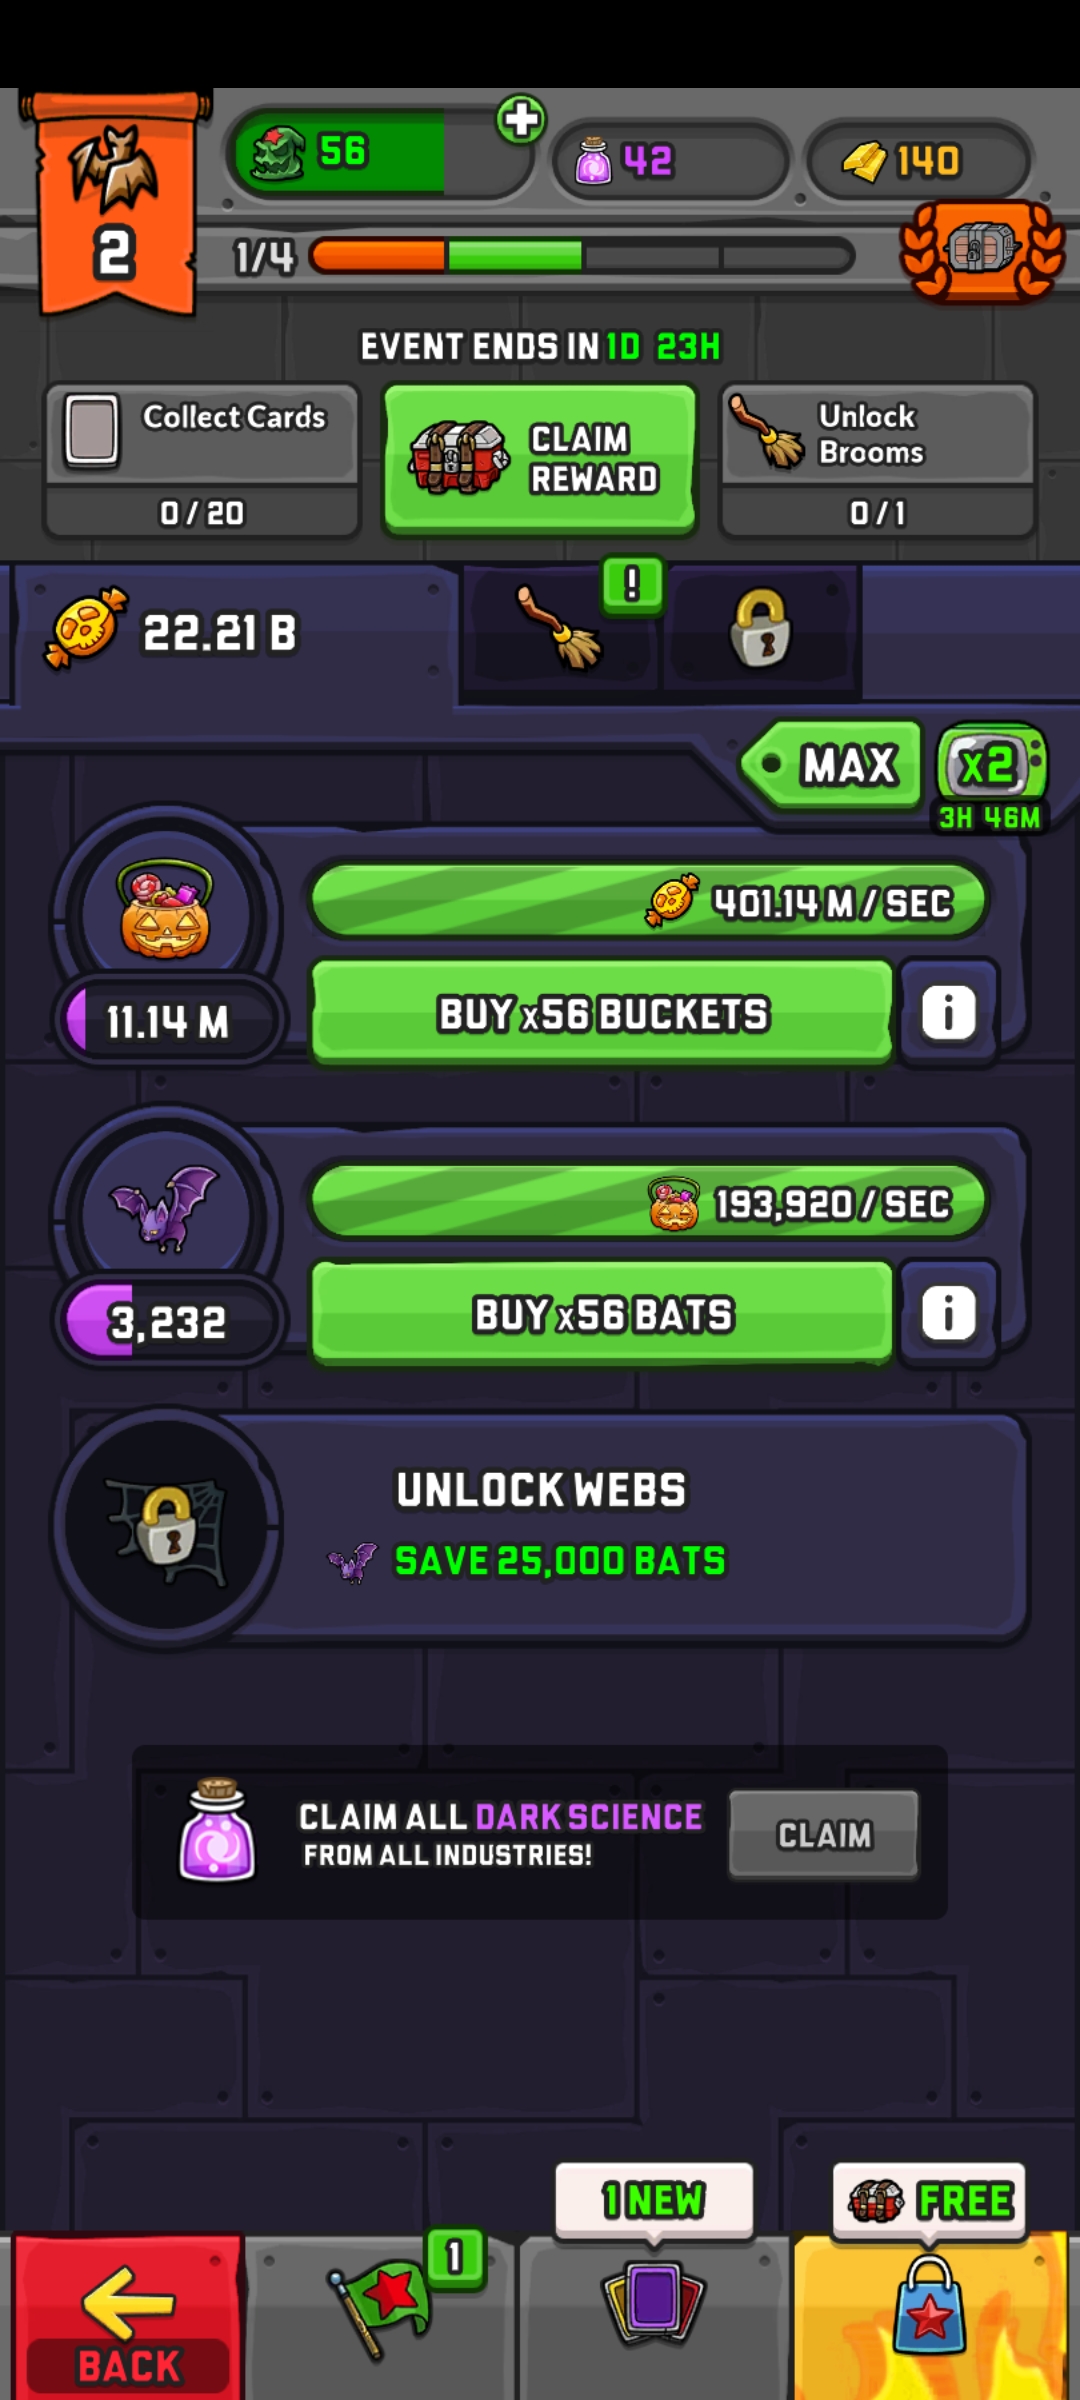 2
56
42
140
1/4
EVENT ENDS IN 1D 23H
Collect Cards
0 / 20
CLAIM
REWARD
Unlock
Brooms
0 / 1
22.21 B
!
MAX
x2
3H 46M
401.14 M / SEC
11.14 M
BUY x56 BUCKETS
i
193,920 / SEC
3,232
BUY x56 BATS
i
UNLOCK WEBS
SAVE 25,000 BATS
CLAIM ALL DARK SCIENCE
FROM ALL INDUSTRIES!
CLAIM
1 NEW
FREE
1
BACK